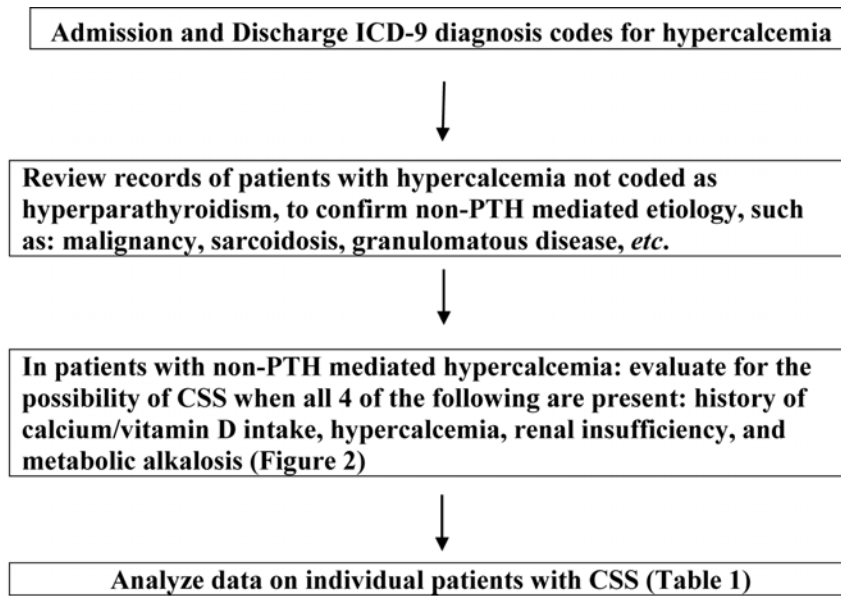 Admission and Discharge ICD-9 diagnosis codes for hypercalcemia
Review records of patients with hypercalcemia not coded as
hyperparathyroidism, to confirm non-PTH mediated etiology, such
as: malignancy, sarcoidosis, granulomatous disease, etc.
In patients with non-PTH mediated hypercalcemia: evaluate for the
possibility of CSS when all 4 of the following are present: history of
calcium/vitamin D intake, hypercalcemia, renal insufficiency, and
metabolic alkalosis (Figure 2)
Analyze data on individual patients with CSS (Table 1)